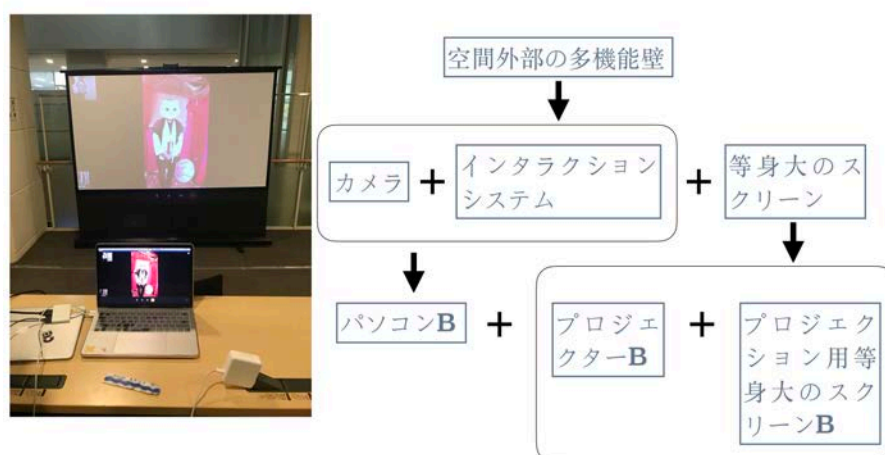 空間外部の多機能壁
カメラ
+
インタラクション
システム
+
等身大のス
クリーン
パソコンB
+
プロジェ
クターB
+
プロジェク
ション用等
身大のスク
リーンB